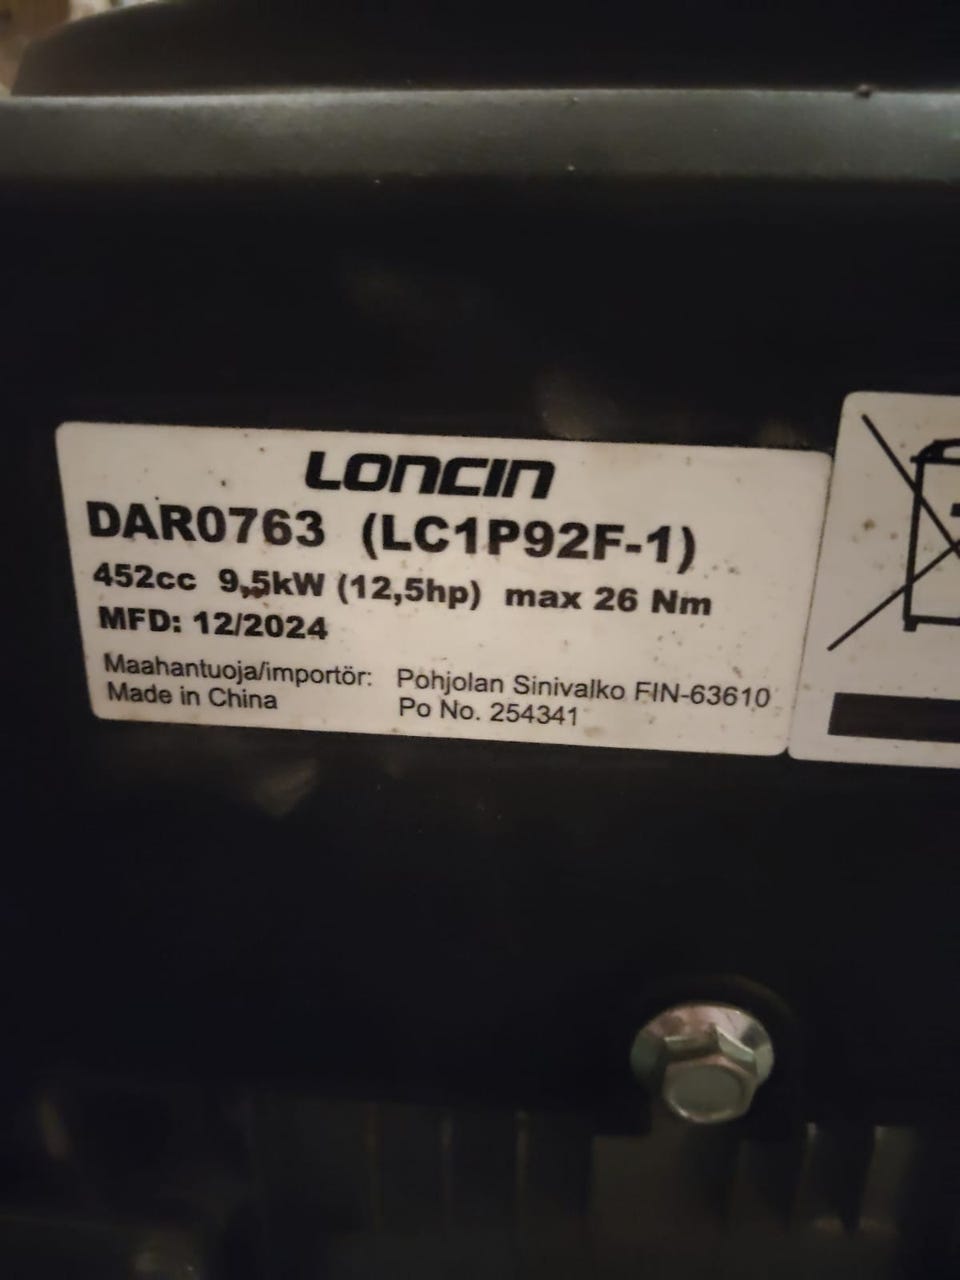 LONCIN
DAR0763 (LC1P92F-1)
452cc 9,5kW (12,5hp) max 26 Nm
MFD: 12/2024
Maahantuoja/importör: Pohjolan Sinivalko FIN-63610
Made in China Po No. 254341